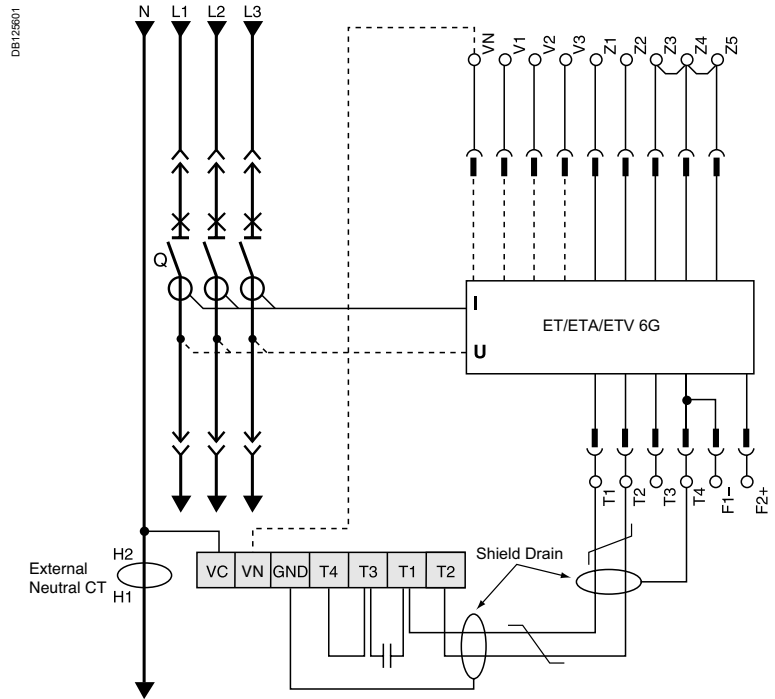 DB125601
N L1 L2 L3
VN V1 V2 V3 Z1 Z2 Z3 Z4 Z5
Q
I
ET/ETA/ETV 6G
U
T1 T2 T3 T4 F1- F2+
H2
External
Neutral CT
H1
VC VN GND T4 T3 T1 T2
Shield Drain